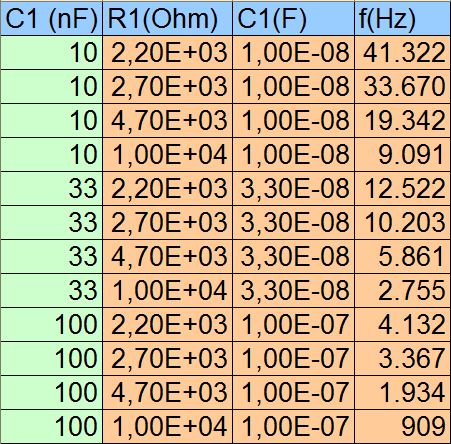 C1 (nF) R1(Ohm) C1(F) f(Hz)
10 2,20E+03 1,00E-08 41.322
10 2,70E+03 1,00E-08 33.670
10 4,70E+03 1,00E-08 19.342
10 1,00E+04 1,00E-08 9.091
33 2,20E+03 3,30E-08 12.522
33 2,70E+03 3,30E-08 10.203
33 4,70E+03 3,30E-08 5.861
33 1,00E+04 3,30E-08 2.755
100 2,20E+03 1,00E-07 4.132
100 2,70E+03 1,00E-07 3.367
100 4,70E+03 1,00E-07 1.934
100 1,00E+04 1,00E-07 909